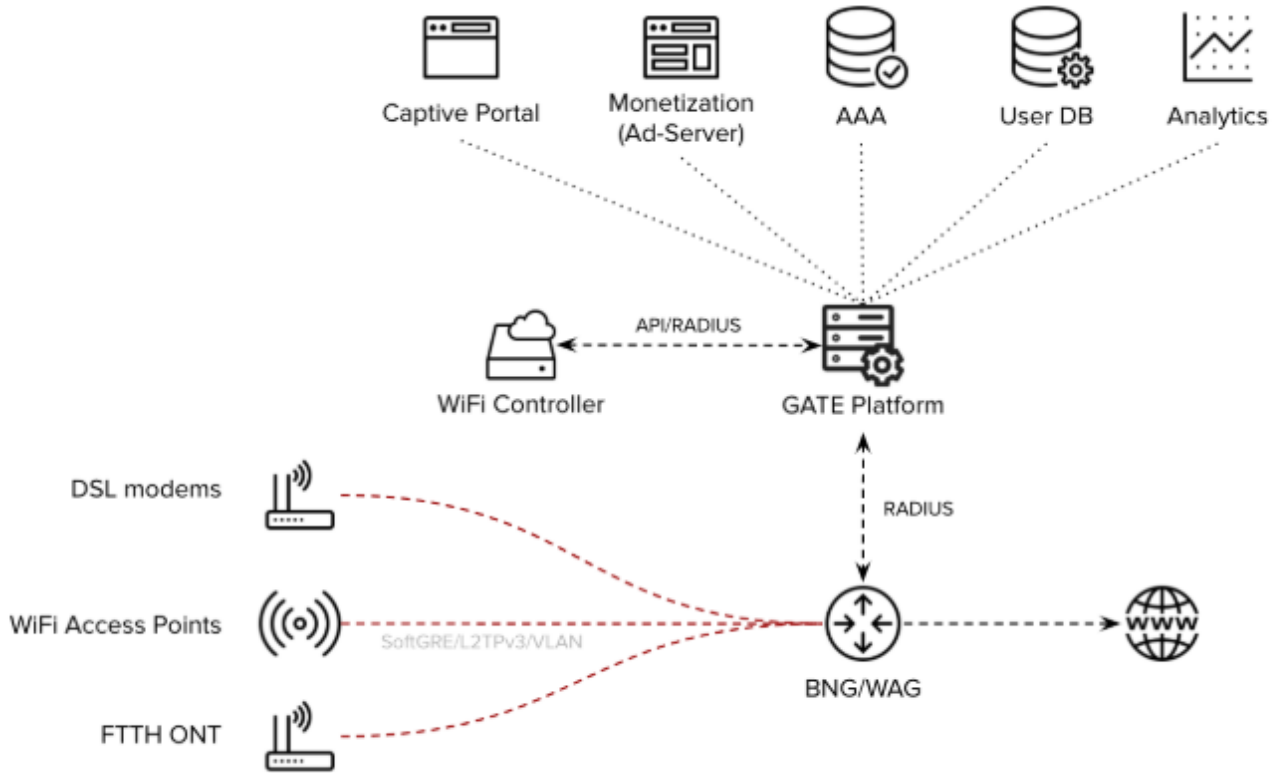 Captive Portal
Monetization
(Ad-Server)
AAA
User DB
Analytics
API/RADIUS
WiFi Controller
GATE Platform
DSL modems
RADIUS
WiFi Access Points
SoftGRE/L2TPv3/VLAN
www
BNG/WAG
FTTH ONT